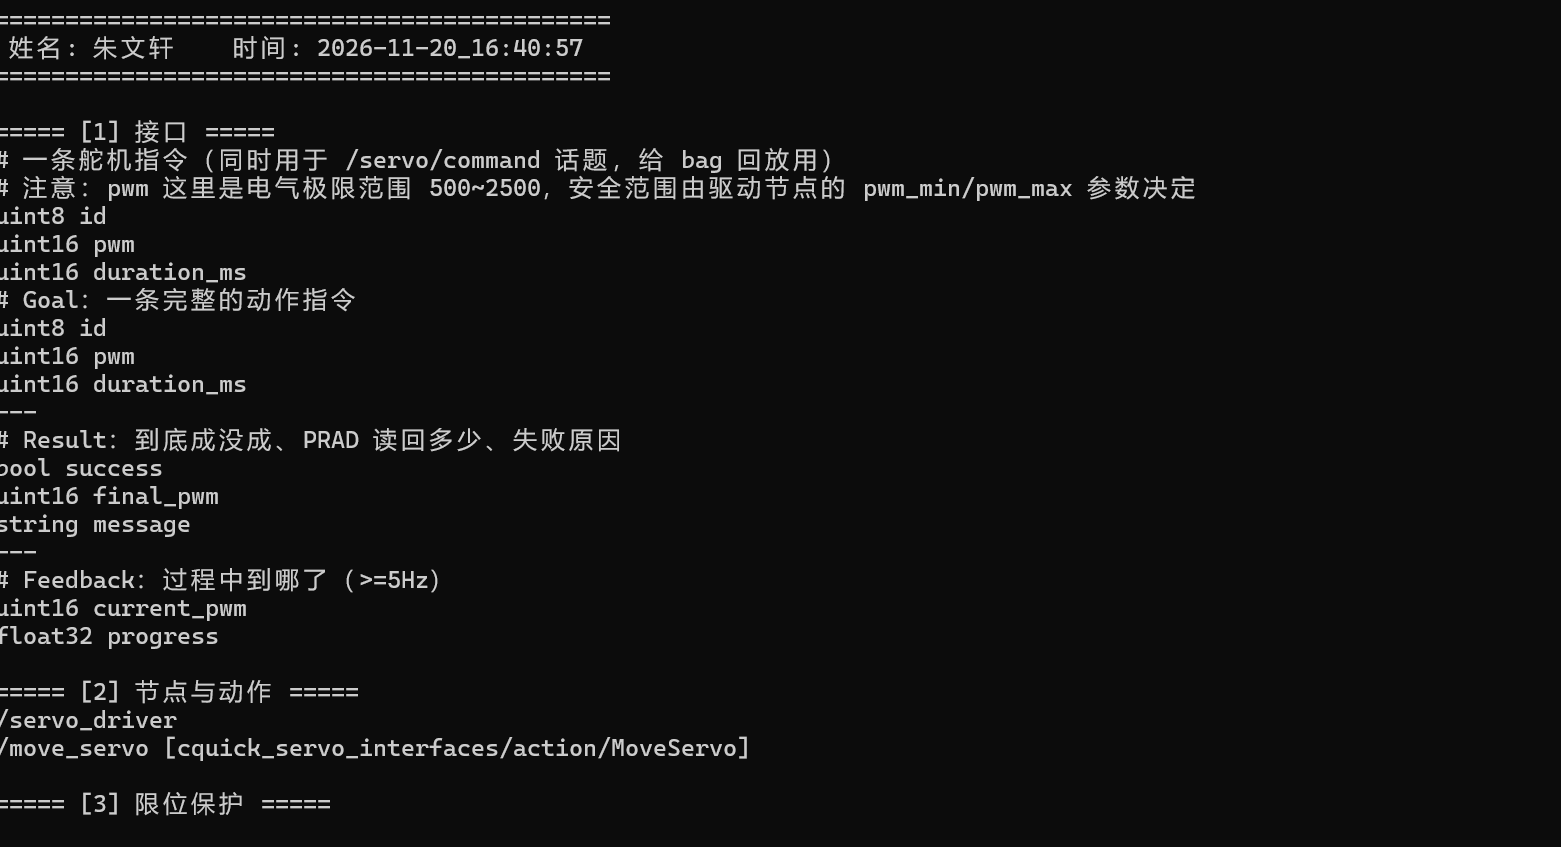 ============================================
姓名: 朱文轩    时间: 2026-11-20_16:40:57
============================================
===== [1] 接口 =====
# 一条舵机指令（同时用于 /servo/command 话题，给 bag 回放用）
# 注意: pwm 这里是电气极限范围 500~2500，安全范围由驱动节点的 pwm_min/pwm_max 参数决定
uint8 id
uint16 pwm
uint16 duration_ms
# Goal: 一条完整的动作指令
uint8 id
uint16 pwm
uint16 duration_ms
---
# Result: 到底成没成、PRAD 读回多少、失败原因
bool success
uint16 final_pwm
string message
---
# Feedback: 过程中到哪了（>=5Hz）
uint16 current_pwm
float32 progress
===== [2] 节点与动作 =====
/servo_driver
/move_servo [cquick_servo_interfaces/action/MoveServo]
===== [3] 限位保护 =====